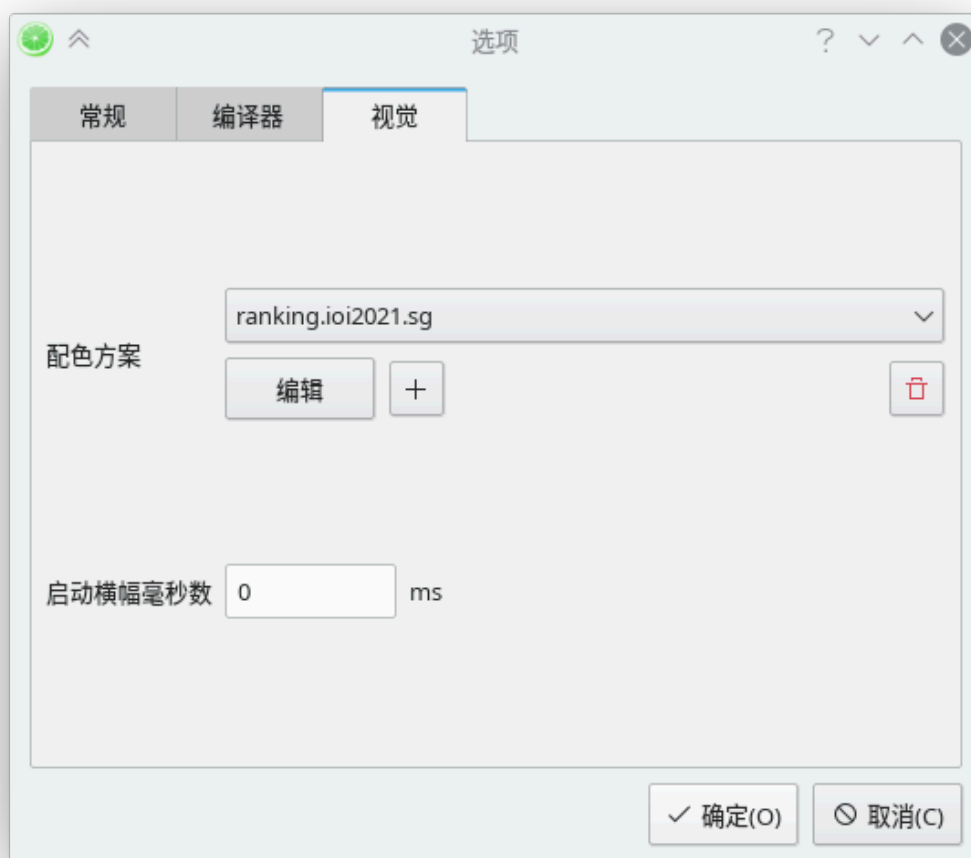 选项
常规 编译器 视觉
ranking.ioi2021.sg
配色方案
编辑
启动横幅毫秒数 0 ms
确定(O) 取消(C)